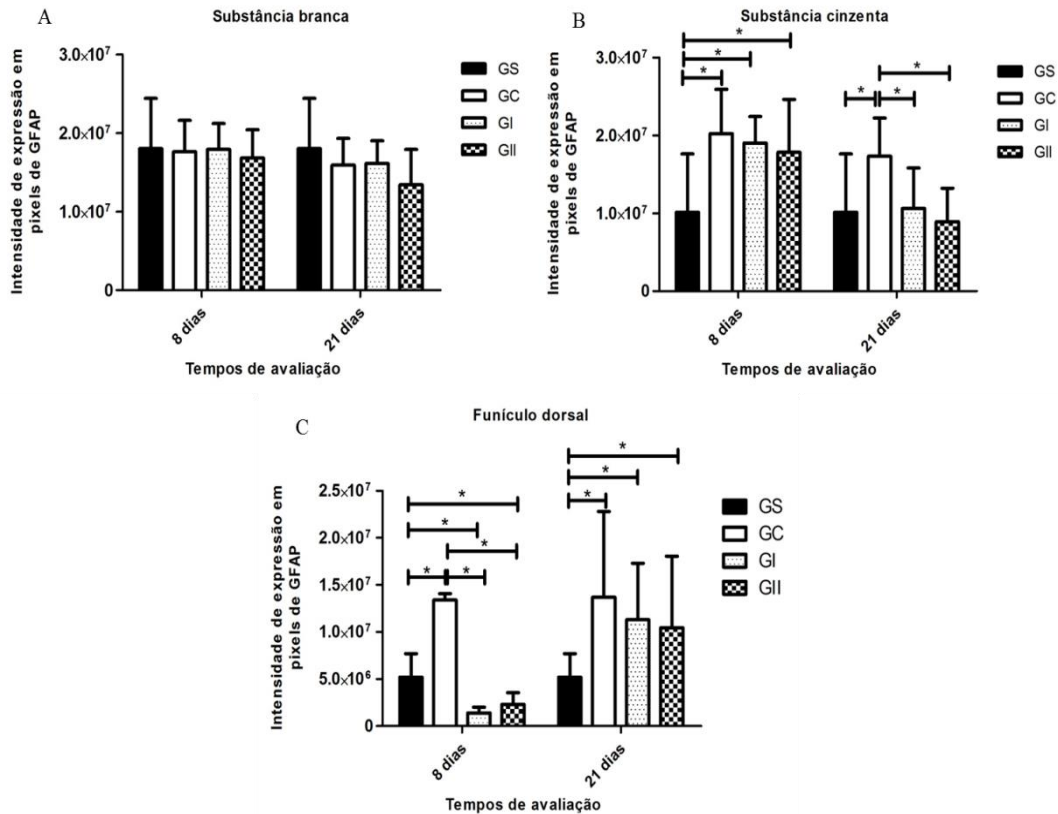 A
Substância branca
Intensidade de expressão em
pixels de GFAP
3.0×10⁷
2.0×10⁷
1.0×10⁷
0
GS
GC
GI
GII
8 dias
21 dias
Tempos de avaliação
B
Substância cinzenta
Intensidade de expressão em
pixels de GFAP
3.0×10⁷
2.0×10⁷
1.0×10⁷
0
*
*
*
*
*
*
GS
GC
GI
GII
8 dias
21 dias
Tempos de avaliação
C
Funículo dorsal
Intensidade de expressão em
pixels de GFAP
2.5×10⁷
2.0×10⁷
1.5×10⁷
1.0×10⁷
5.0×10⁶
0
*
*
*
*
*
*
*
*
GS
GC
GI
GII
8 dias
21 dias
Tempos de avaliação